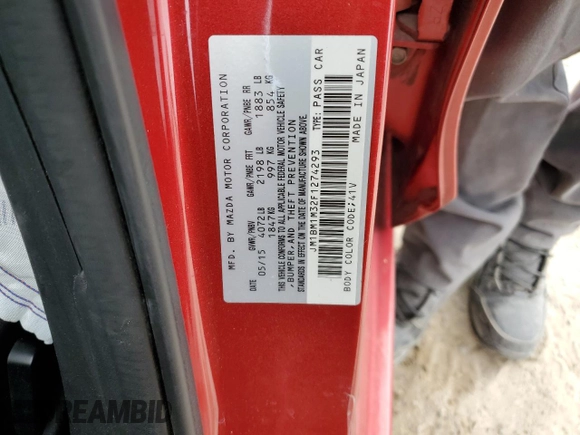 MFD. BY MAZDA MOTOR CORPORATION
DATE GVWR/PNBV GAWR/PNBE FRT GAWR/PNBE RR
05/15 4072LB 2198 LB 1883 LB
1847KG 997 KG 854 KG
THIS VEHICLE CONFORMS TO ALL APPLICABLE FEDERAL MOTOR VEHICLE SAFETY
,BUMPER,AND THEFT PREVENTION
STANDARDS IN EFFECT ON THE DATE OF MANUFACTURE SHOWN ABOVE.
JM1BM1M32F1274293 TYPE: PASS CAR
BODY COLOR CODE:41V MADE IN JAPAN